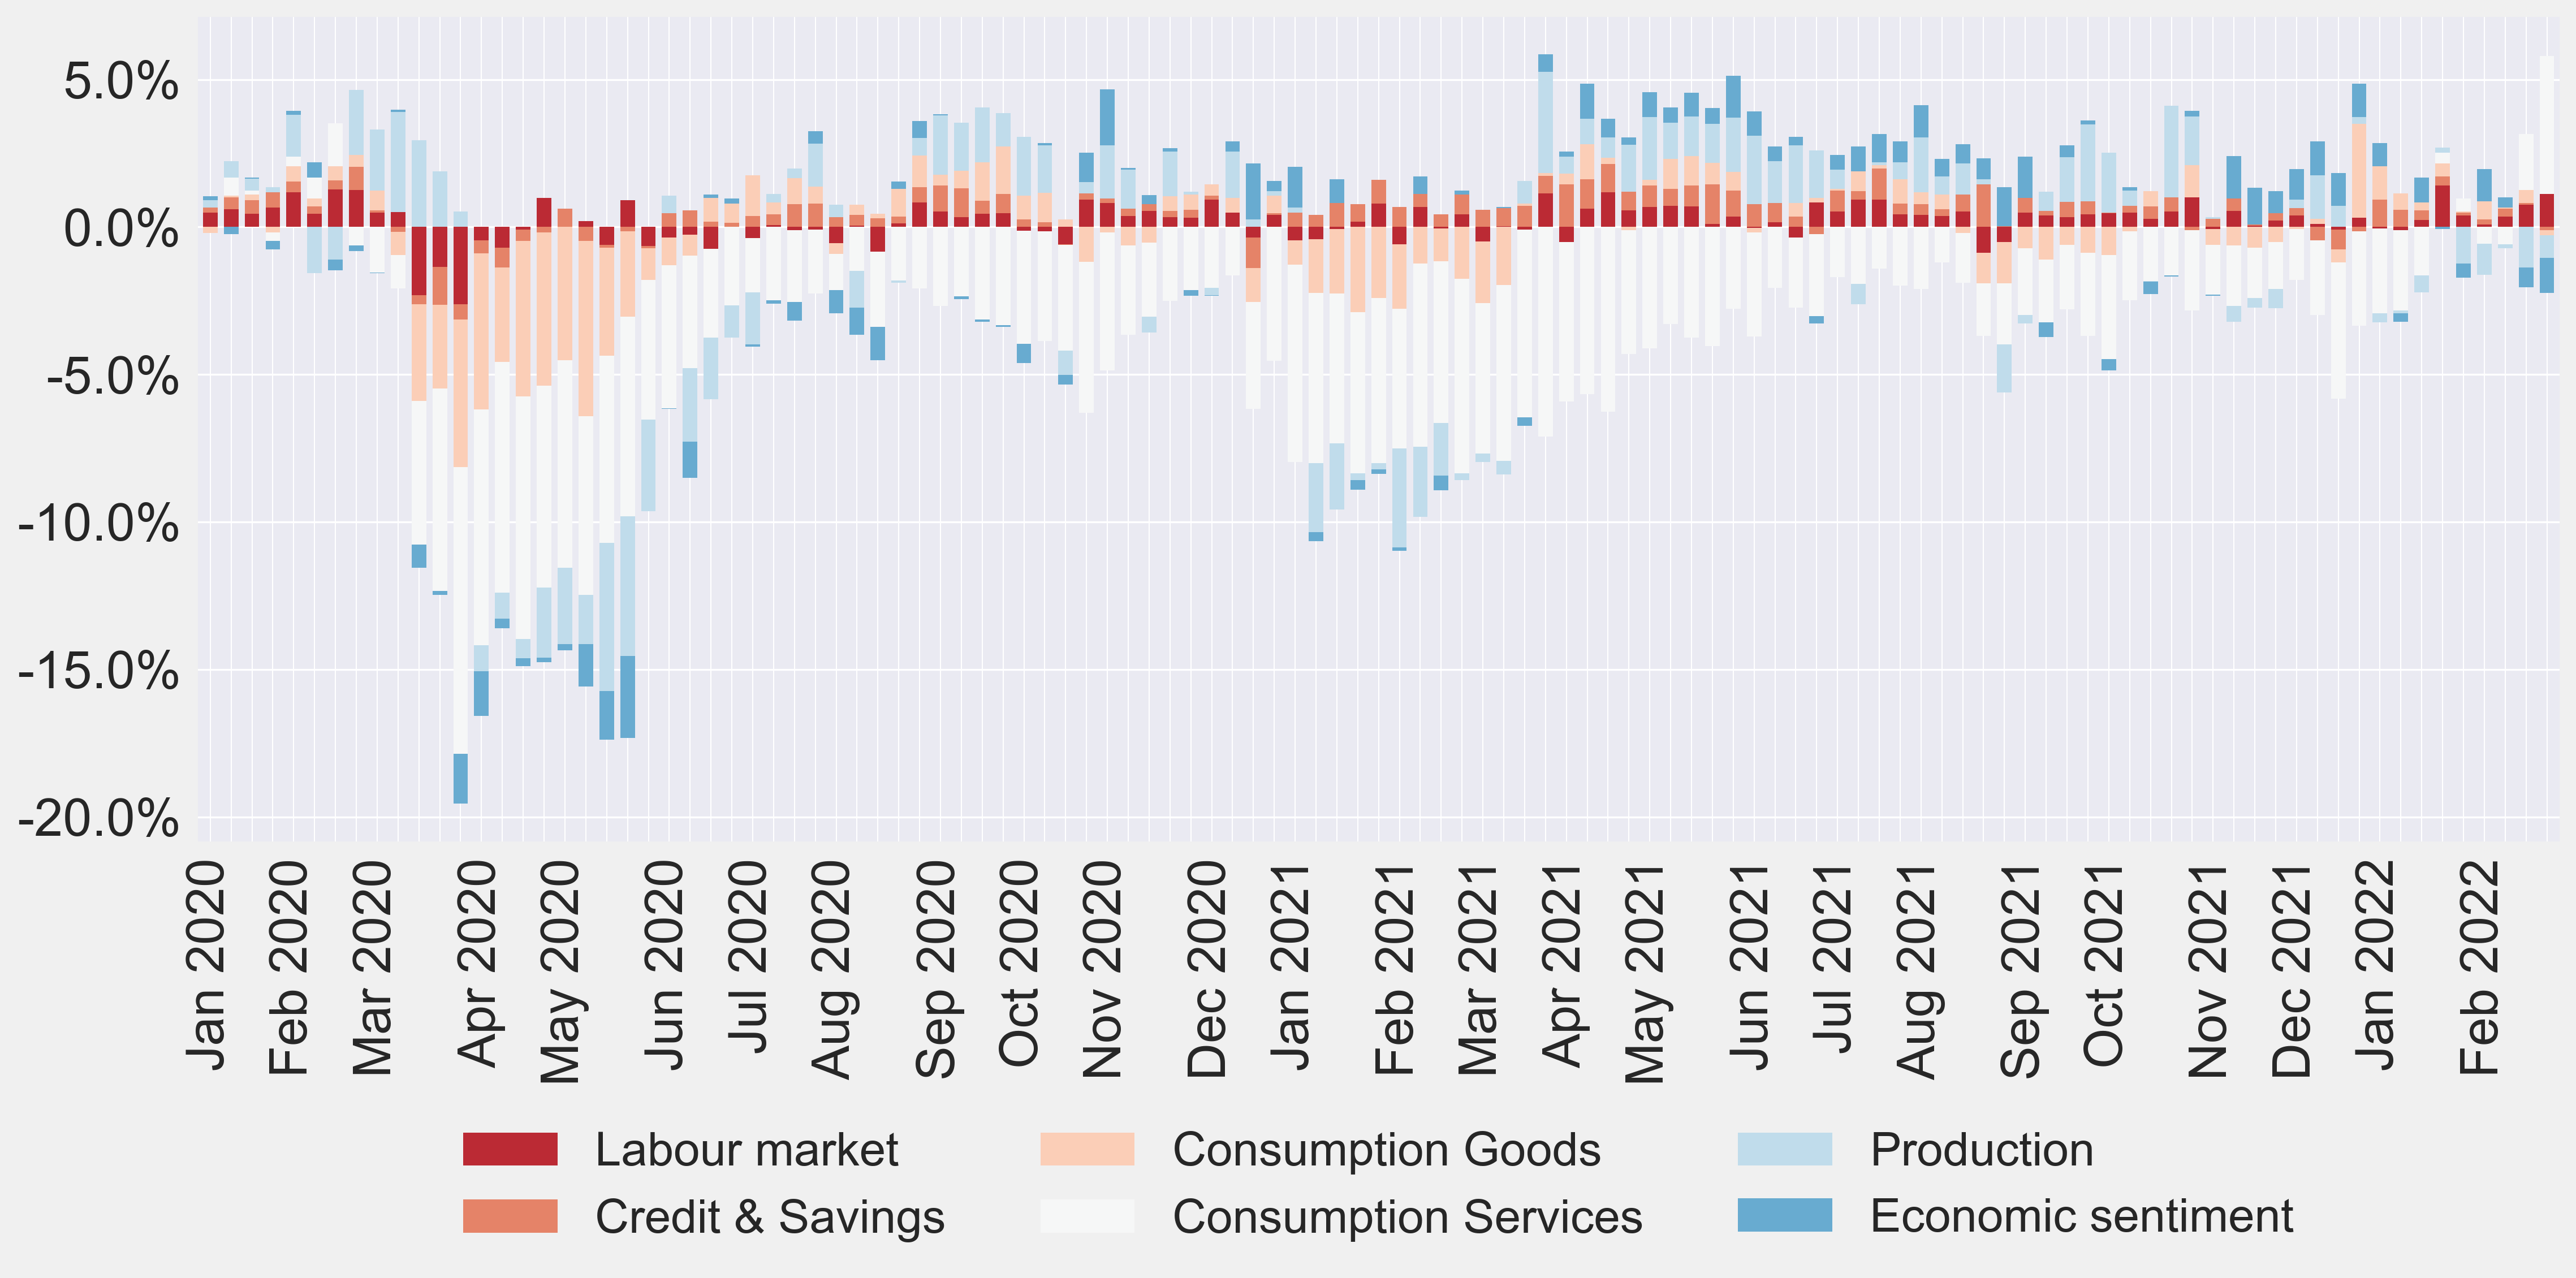 5.0%
0.0%
-5.0%
-10.0%
-15.0%
-20.0%
Jan 2020
Feb 2020
Mar 2020
Apr 2020
May 2020
Jun 2020
Jul 2020
Aug 2020
Sep 2020
Oct 2020
Nov 2020
Dec 2020
Jan 2021
Feb 2021
Mar 2021
Apr 2021
May 2021
Jun 2021
Jul 2021
Aug 2021
Sep 2021
Oct 2021
Nov 2021
Dec 2021
Jan 2022
Feb 2022
Labour market
Consumption Goods
Production
Credit & Savings
Consumption Services
Economic sentiment